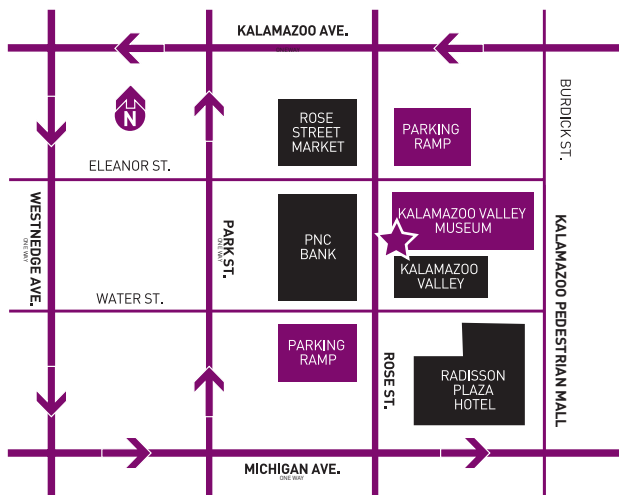 KALAMAZOO AVE.
ONE WAY
BURDICK ST.
N
ROSE
STREET
MARKET
PARKING
RAMP
ELEANOR ST.
WESTNEDGE AVE.
ONE WAY
PARK ST.
ONE WAY
KALAMAZOO VALLEY
MUSEUM
PNC
BANK
KALAMAZOO
VALLEY
KALAMAZOO PEDESTRIAN MALL
WATER ST.
PARKING
RAMP
ROSE ST.
RADISSON
PLAZA
HOTEL
MICHIGAN AVE.
ONE WAY